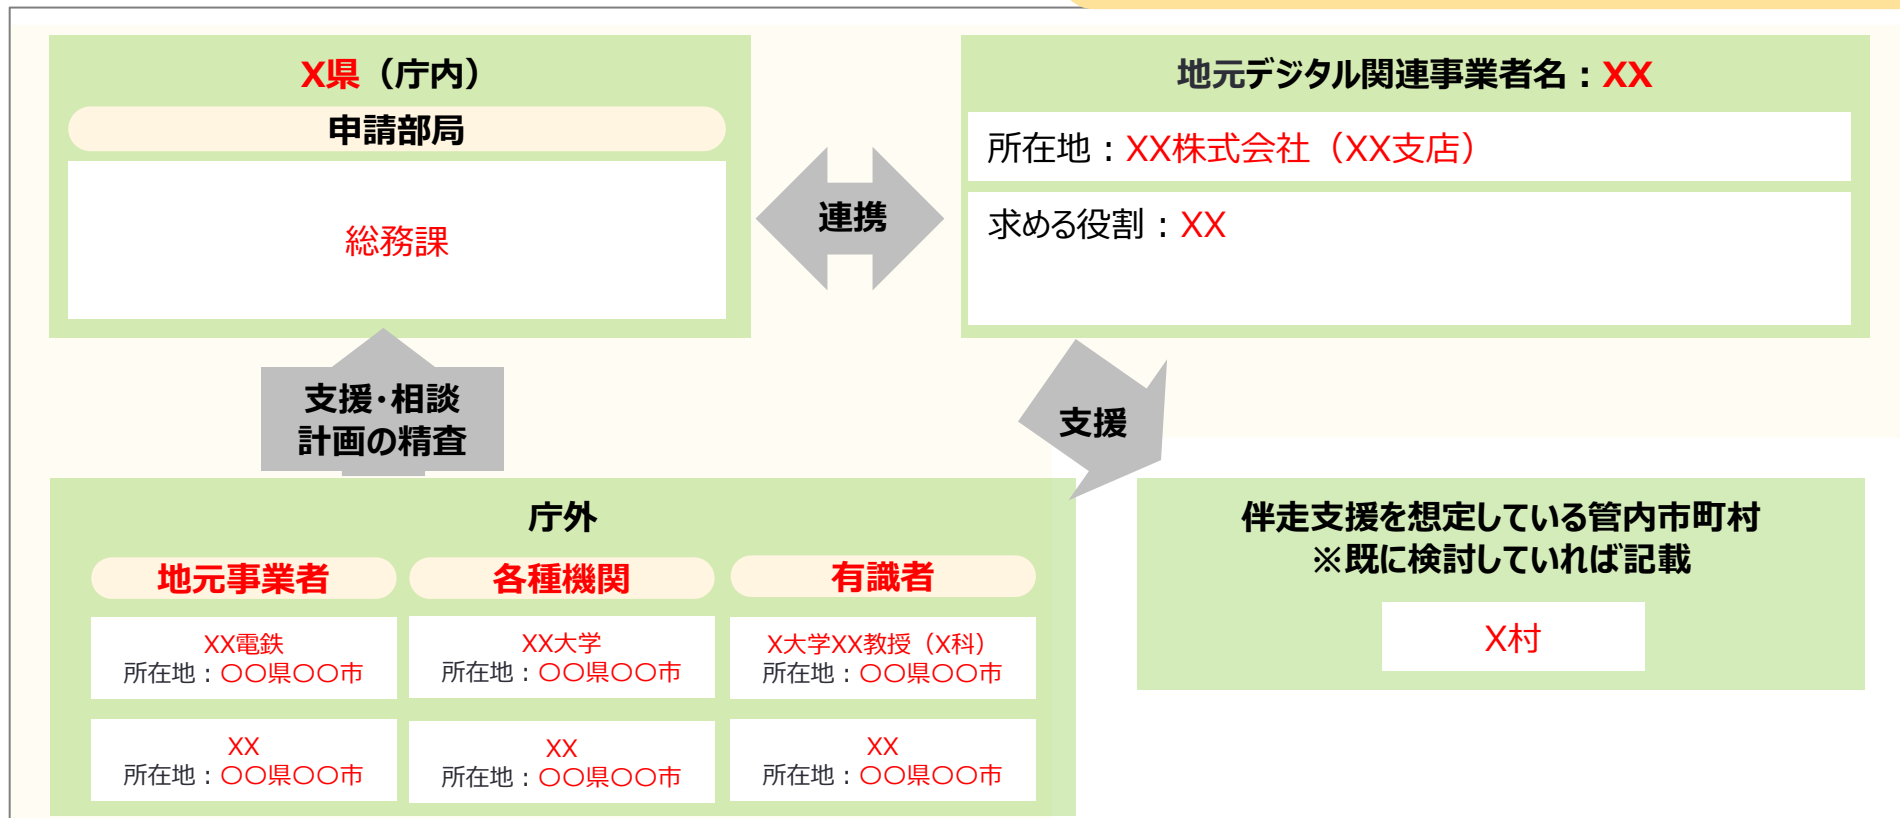 X県（庁内）
申請部局
総務課
連携
地元デジタル関連事業者名：XX
所在地：XX株式会社（XX支店）
求める役割：XX
支援・相談
計画の精査
支援
庁外
地元事業者
XX電鉄
所在地：〇〇県〇〇市
XX
所在地：〇〇県〇〇市
各種機関
XX大学
所在地：〇〇県〇〇市
XX
所在地：〇〇県〇〇市
有識者
X大学XX教授（X科）
所在地：〇〇県〇〇市
XX
所在地：〇〇県〇〇市
伴走支援を想定している管内市町村
※既に検討していれば記載
X村